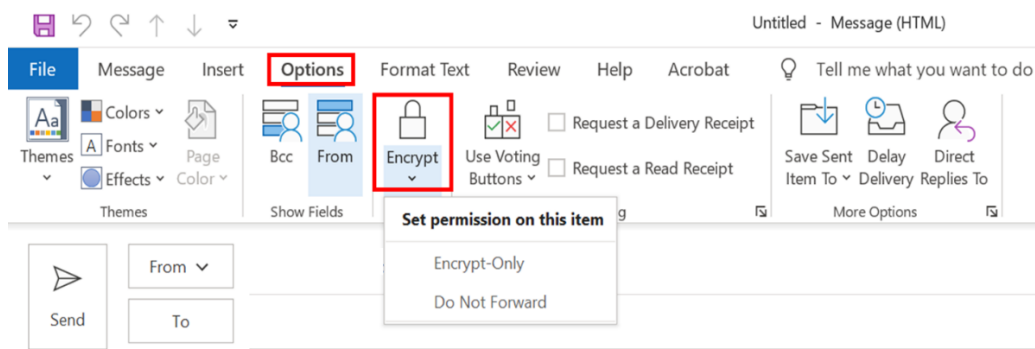 Untitled - Message (HTML)
File Message Insert Options Format Text Review Help Acrobat Tell me what you want to do
Aa
Themes
Colors
A Fonts
Effects
Page
Color
Themes
Bcc
From
Show Fields
Encrypt
Use Voting
Buttons
Request a Delivery Receipt
Request a Read Receipt
g
Save Sent
Item To
Delay
Delivery
Direct
Replies To
More Options
Set permission on this item
Encrypt-Only
Do Not Forward
Send
From
To